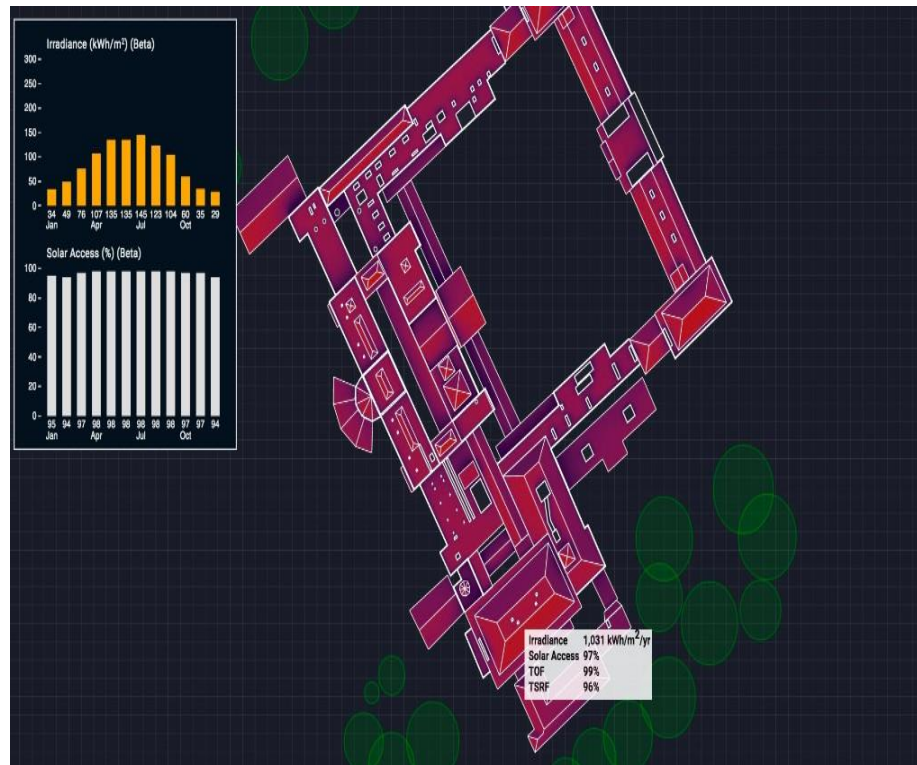 Irradiance (kWh/m²) (Beta)
300
250
200
150
100
50
0
34 49 76 107 135 135 145 123 104 60 35 29
Jan Apr Jul Oct
Solar Access (%) (Beta)
100
80
60
40
20
0
95 94 97 98 98 98 98 98 98 97 97 94
Jan Apr Jul Oct
Irradiance 1,031 kWh/m²/yr
Solar Access 97%
TOF 99%
TSRF 96%